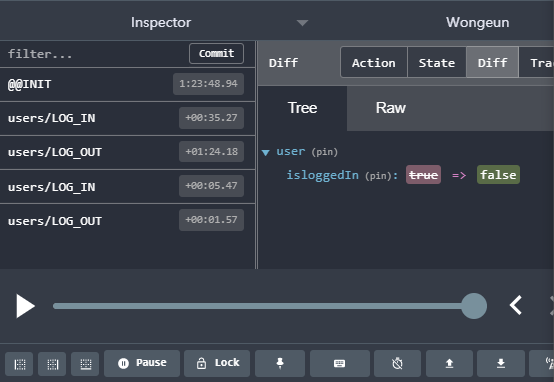 Inspector
Wongeun
filter...
Commit
Diff
Action
State
Diff
@@INIT
1:23:48.94
Tree
Raw
users/LOG_IN
+00:35.27
users/LOG_OUT
+01:24.18
user (pin)
isloggedIn (pin): true => false
users/LOG_IN
+00:05.47
users/LOG_OUT
+00:01.57
Pause
Lock